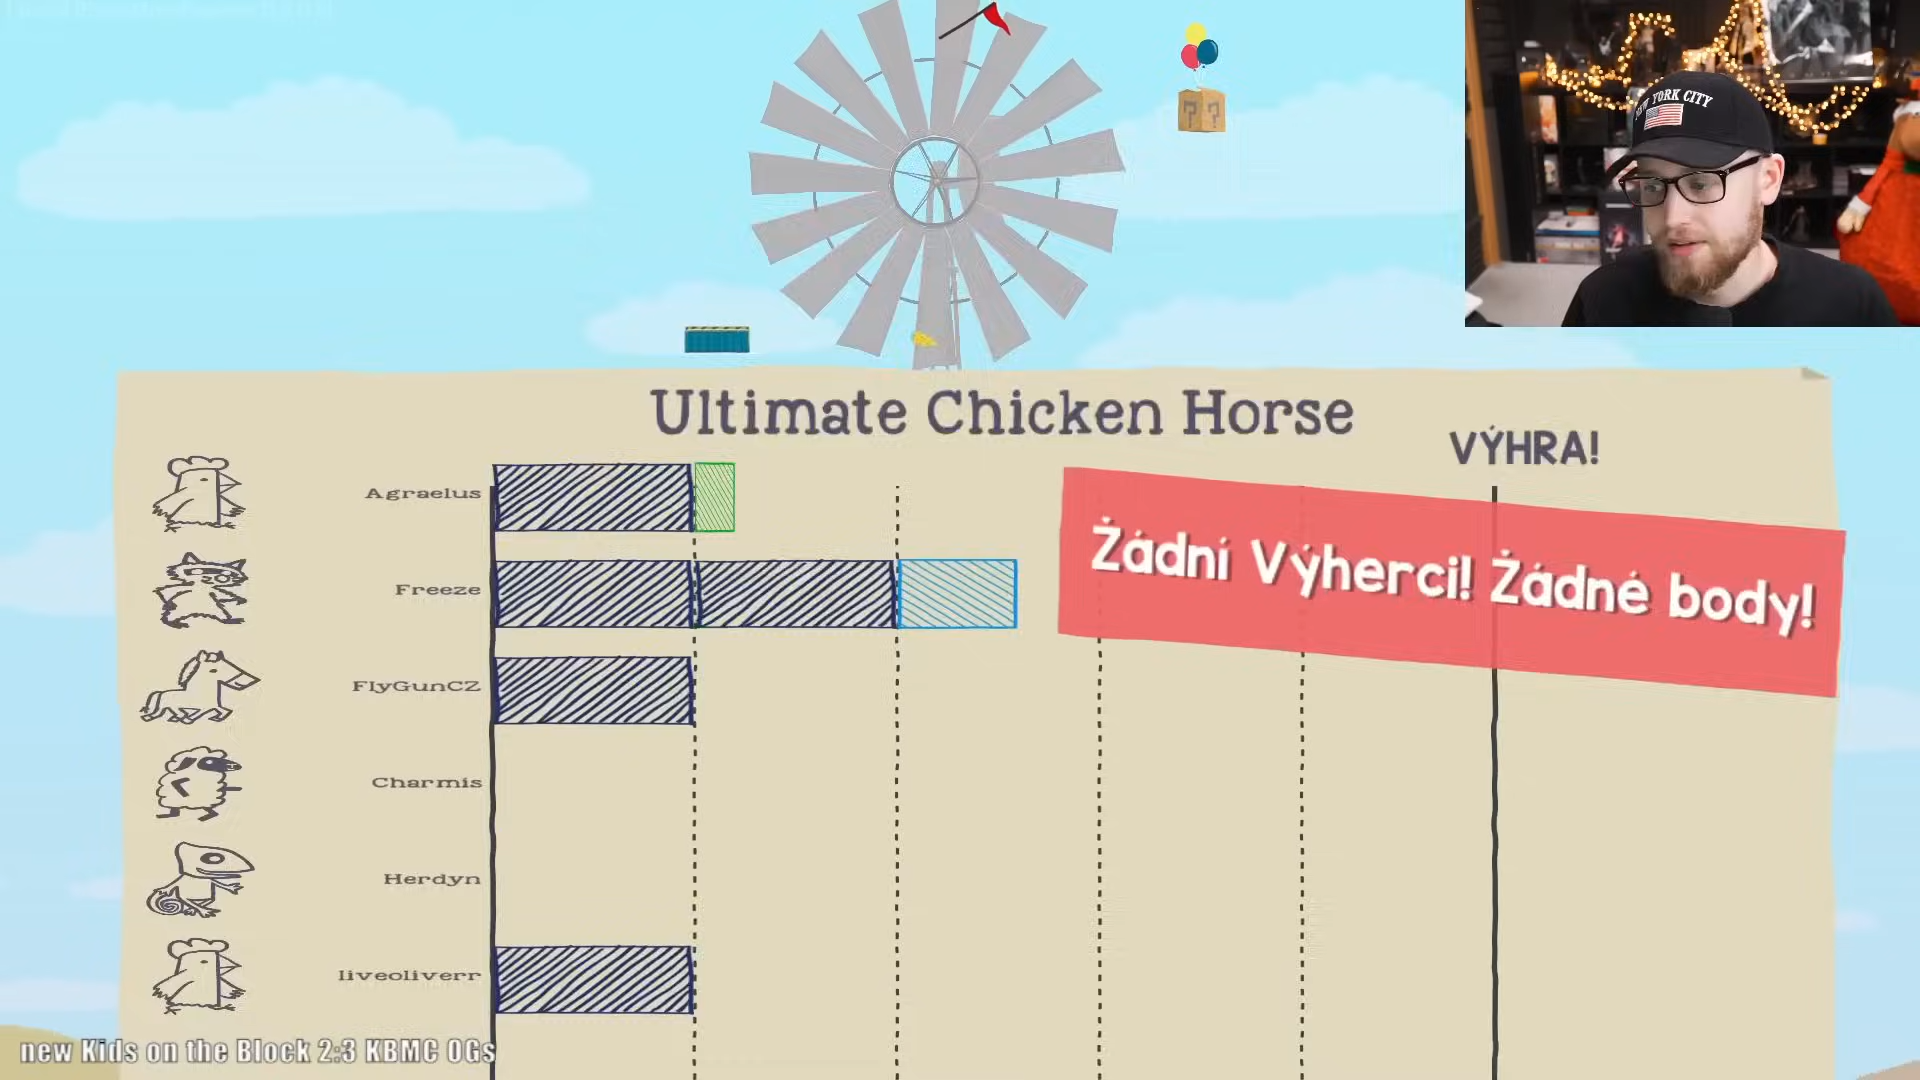 NEW YORK CITY
Ultimate Chicken Horse
VÝHRA!
Agraelus
Žádní Výherci! Žádné body!
Freeze
FlyGunCZ
Charmis
Herdyn
liveoliverr
new Kids on the Block 2:3 KBMC OGs
? ?